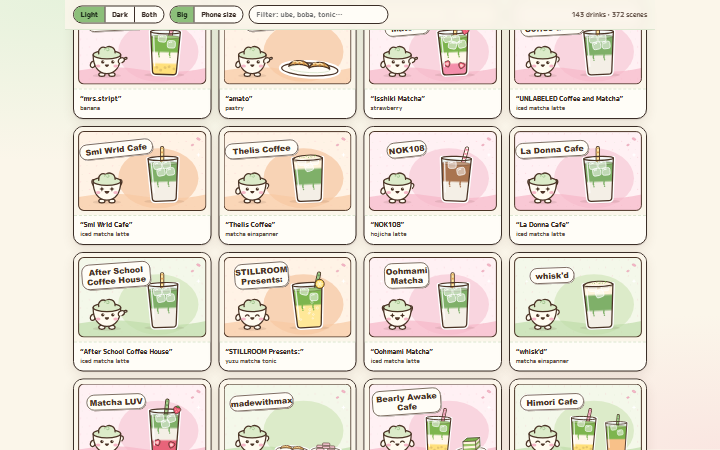 Light Dark Both Big Phone size Filter: ube, boba, tonic… 143 drinks · 372 scenes
"mrs.stript"
banana
"amato"
pastry
"Isshiki Matcha"
strawberry
"UNLABELED Coffee and Matcha"
iced matcha latte
Sml Wrld Cafe
"Sml Wrld Cafe"
iced matcha latte
Thelis Coffee
"Thelis Coffee"
matcha einspanner
NOK108
"NOK108"
hojicha latte
La Donna Cafe
"La Donna Cafe"
iced matcha latte
After School
Coffee House
"After School Coffee House"
iced matcha latte
STILLROOM
Presents:
"STILLROOM Presents:"
yuzu matcha tonic
Oohmami
Matcha
"Oohmami Matcha"
iced matcha latte
whisk'd
"whisk'd"
matcha einspanner
Matcha LUV
madewithmax
Bearly Awake
Cafe
Himori Cafe